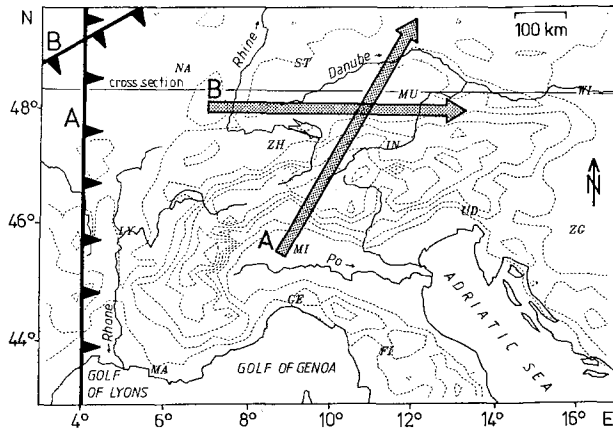 N
100 km
B
Rhine
Danube
ST
NA
cross section
B
MU
WI
48°
A
N
ZH
IN
46°
LY
UD
ZG
A
MI
Po
ADRIATIC SEA
GE
44°
Rhone
MA
FI
GOLF
OF LYONS
GOLF OF GENOA
4° 6° 8° 10° 12° 14° 16° E